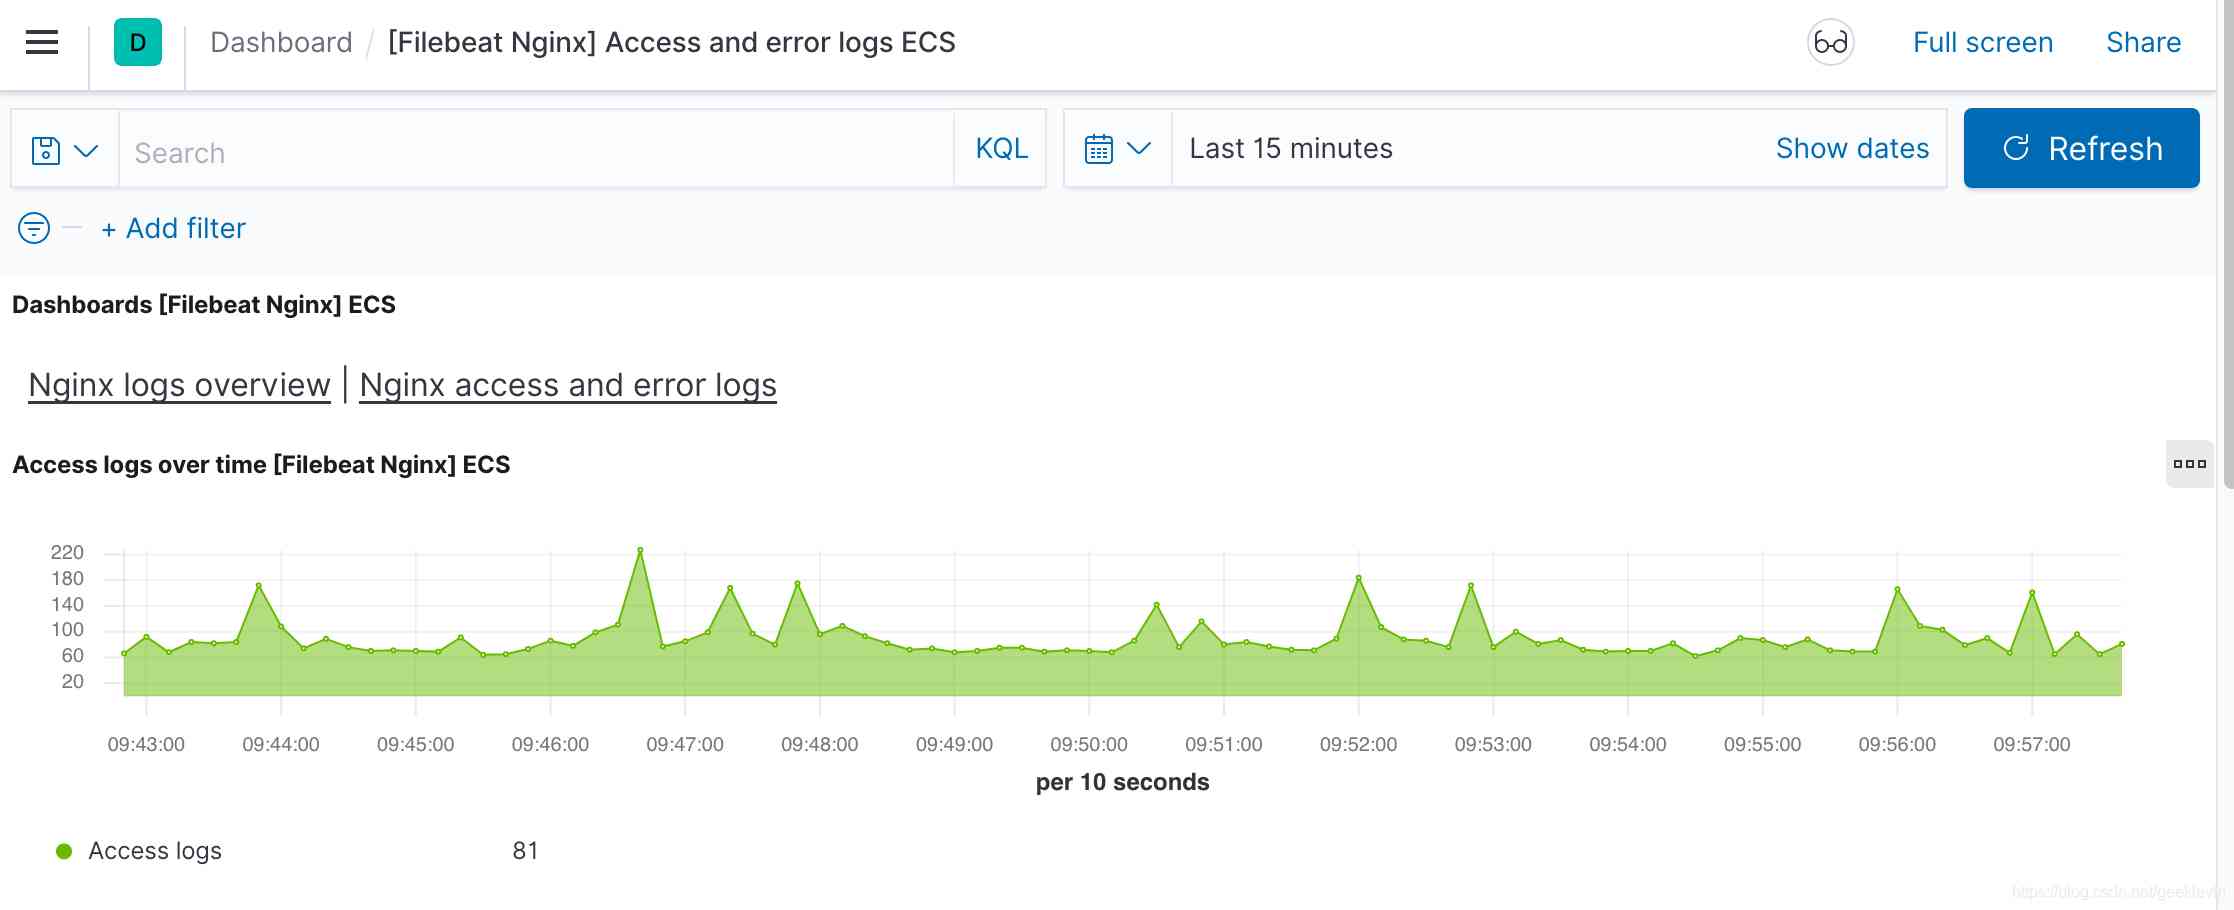 D Dashboard / [Filebeat Nginx] Access and error logs ECS Full screen Share
Search KQL Last 15 minutes Show dates Refresh
+ Add filter
Dashboards [Filebeat Nginx] ECS
Nginx logs overview | Nginx access and error logs
Access logs over time [Filebeat Nginx] ECS
220
180
140
100
60
20
09:43:00 09:44:00 09:45:00 09:46:00 09:47:00 09:48:00 09:49:00 09:50:00 09:51:00 09:52:00 09:53:00 09:54:00 09:55:00 09:56:00 09:57:00
per 10 seconds
Access logs 81